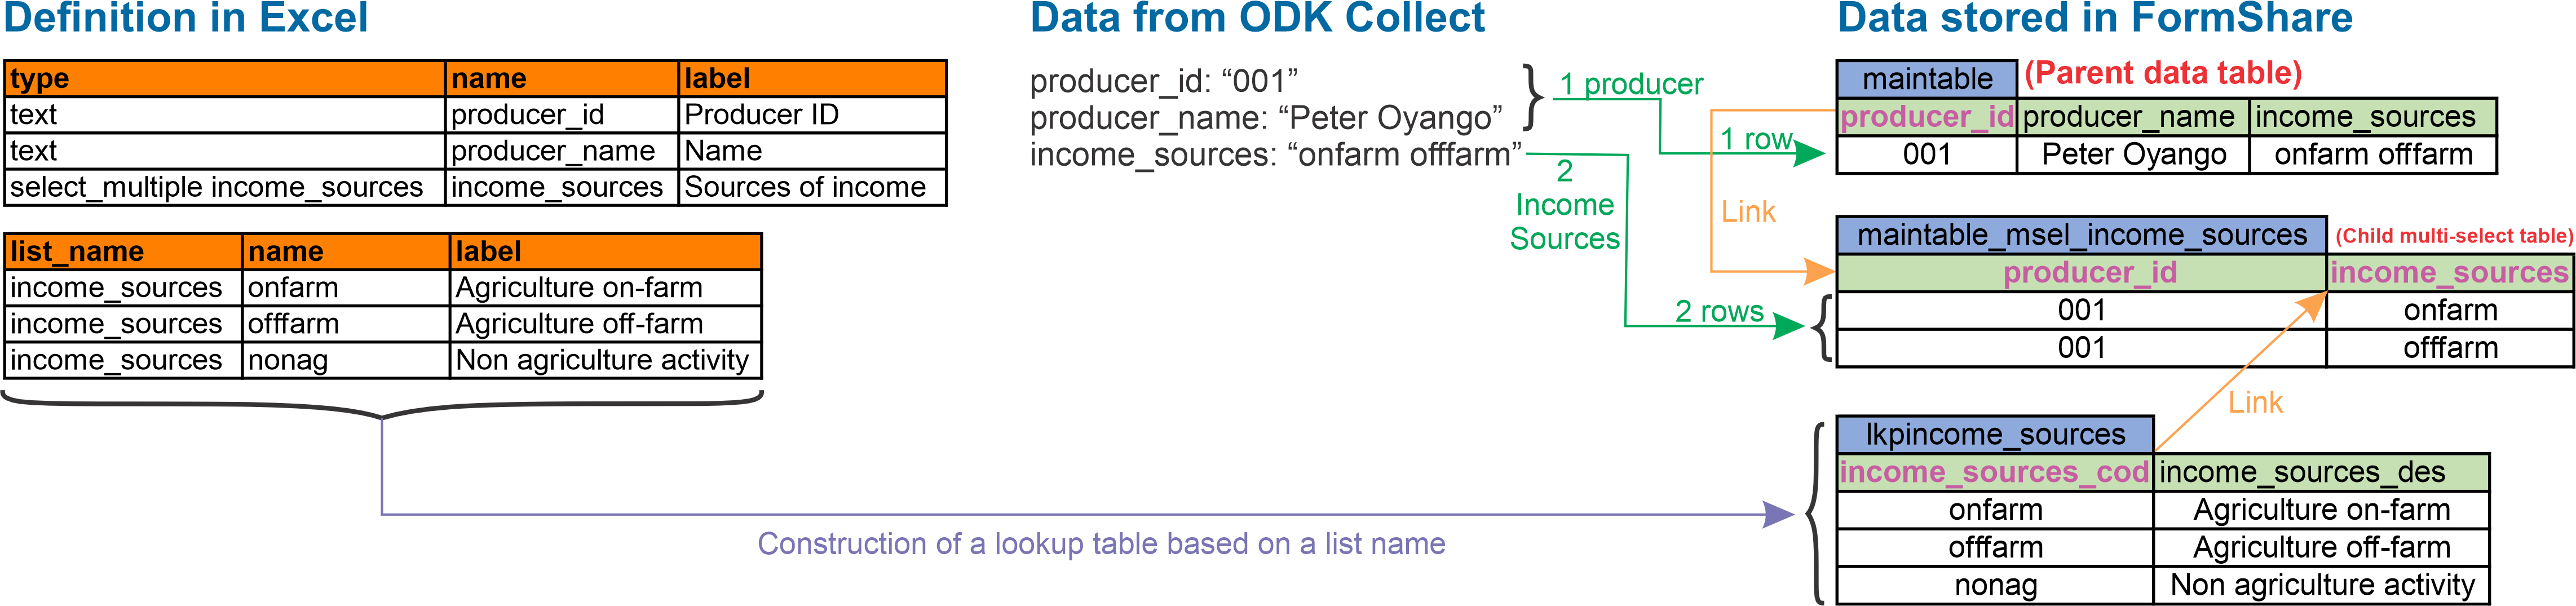 Definition in Excel
type name label
text producer_id Producer ID
text producer_name Name
select_multiple income_sources income_sources Sources of income
list_name name label
income_sources onfarm Agriculture on-farm
income_sources offfarm Agriculture off-farm
income_sources nonag Non agriculture activity
Construction of a lookup table based on a list name
Data from ODK Collect
producer_id: “001”
producer_name: “Peter Oyango”
income_sources: “onfarm offfarm”
1 producer
1 row
2
Income
Sources
2 rows
Link
Data stored in FormShare
maintable (Parent data table)
producer_id producer_name income_sources
001 Peter Oyango onfarm offfarm
maintable_msel_income_sources (Child multi-select table)
producer_id income_sources
001 onfarm
001 offfarm
Link
lkpincome_sources
income_sources_cod income_sources_des
onfarm Agriculture on-farm
offfarm Agriculture off-farm
nonag Non agriculture activity